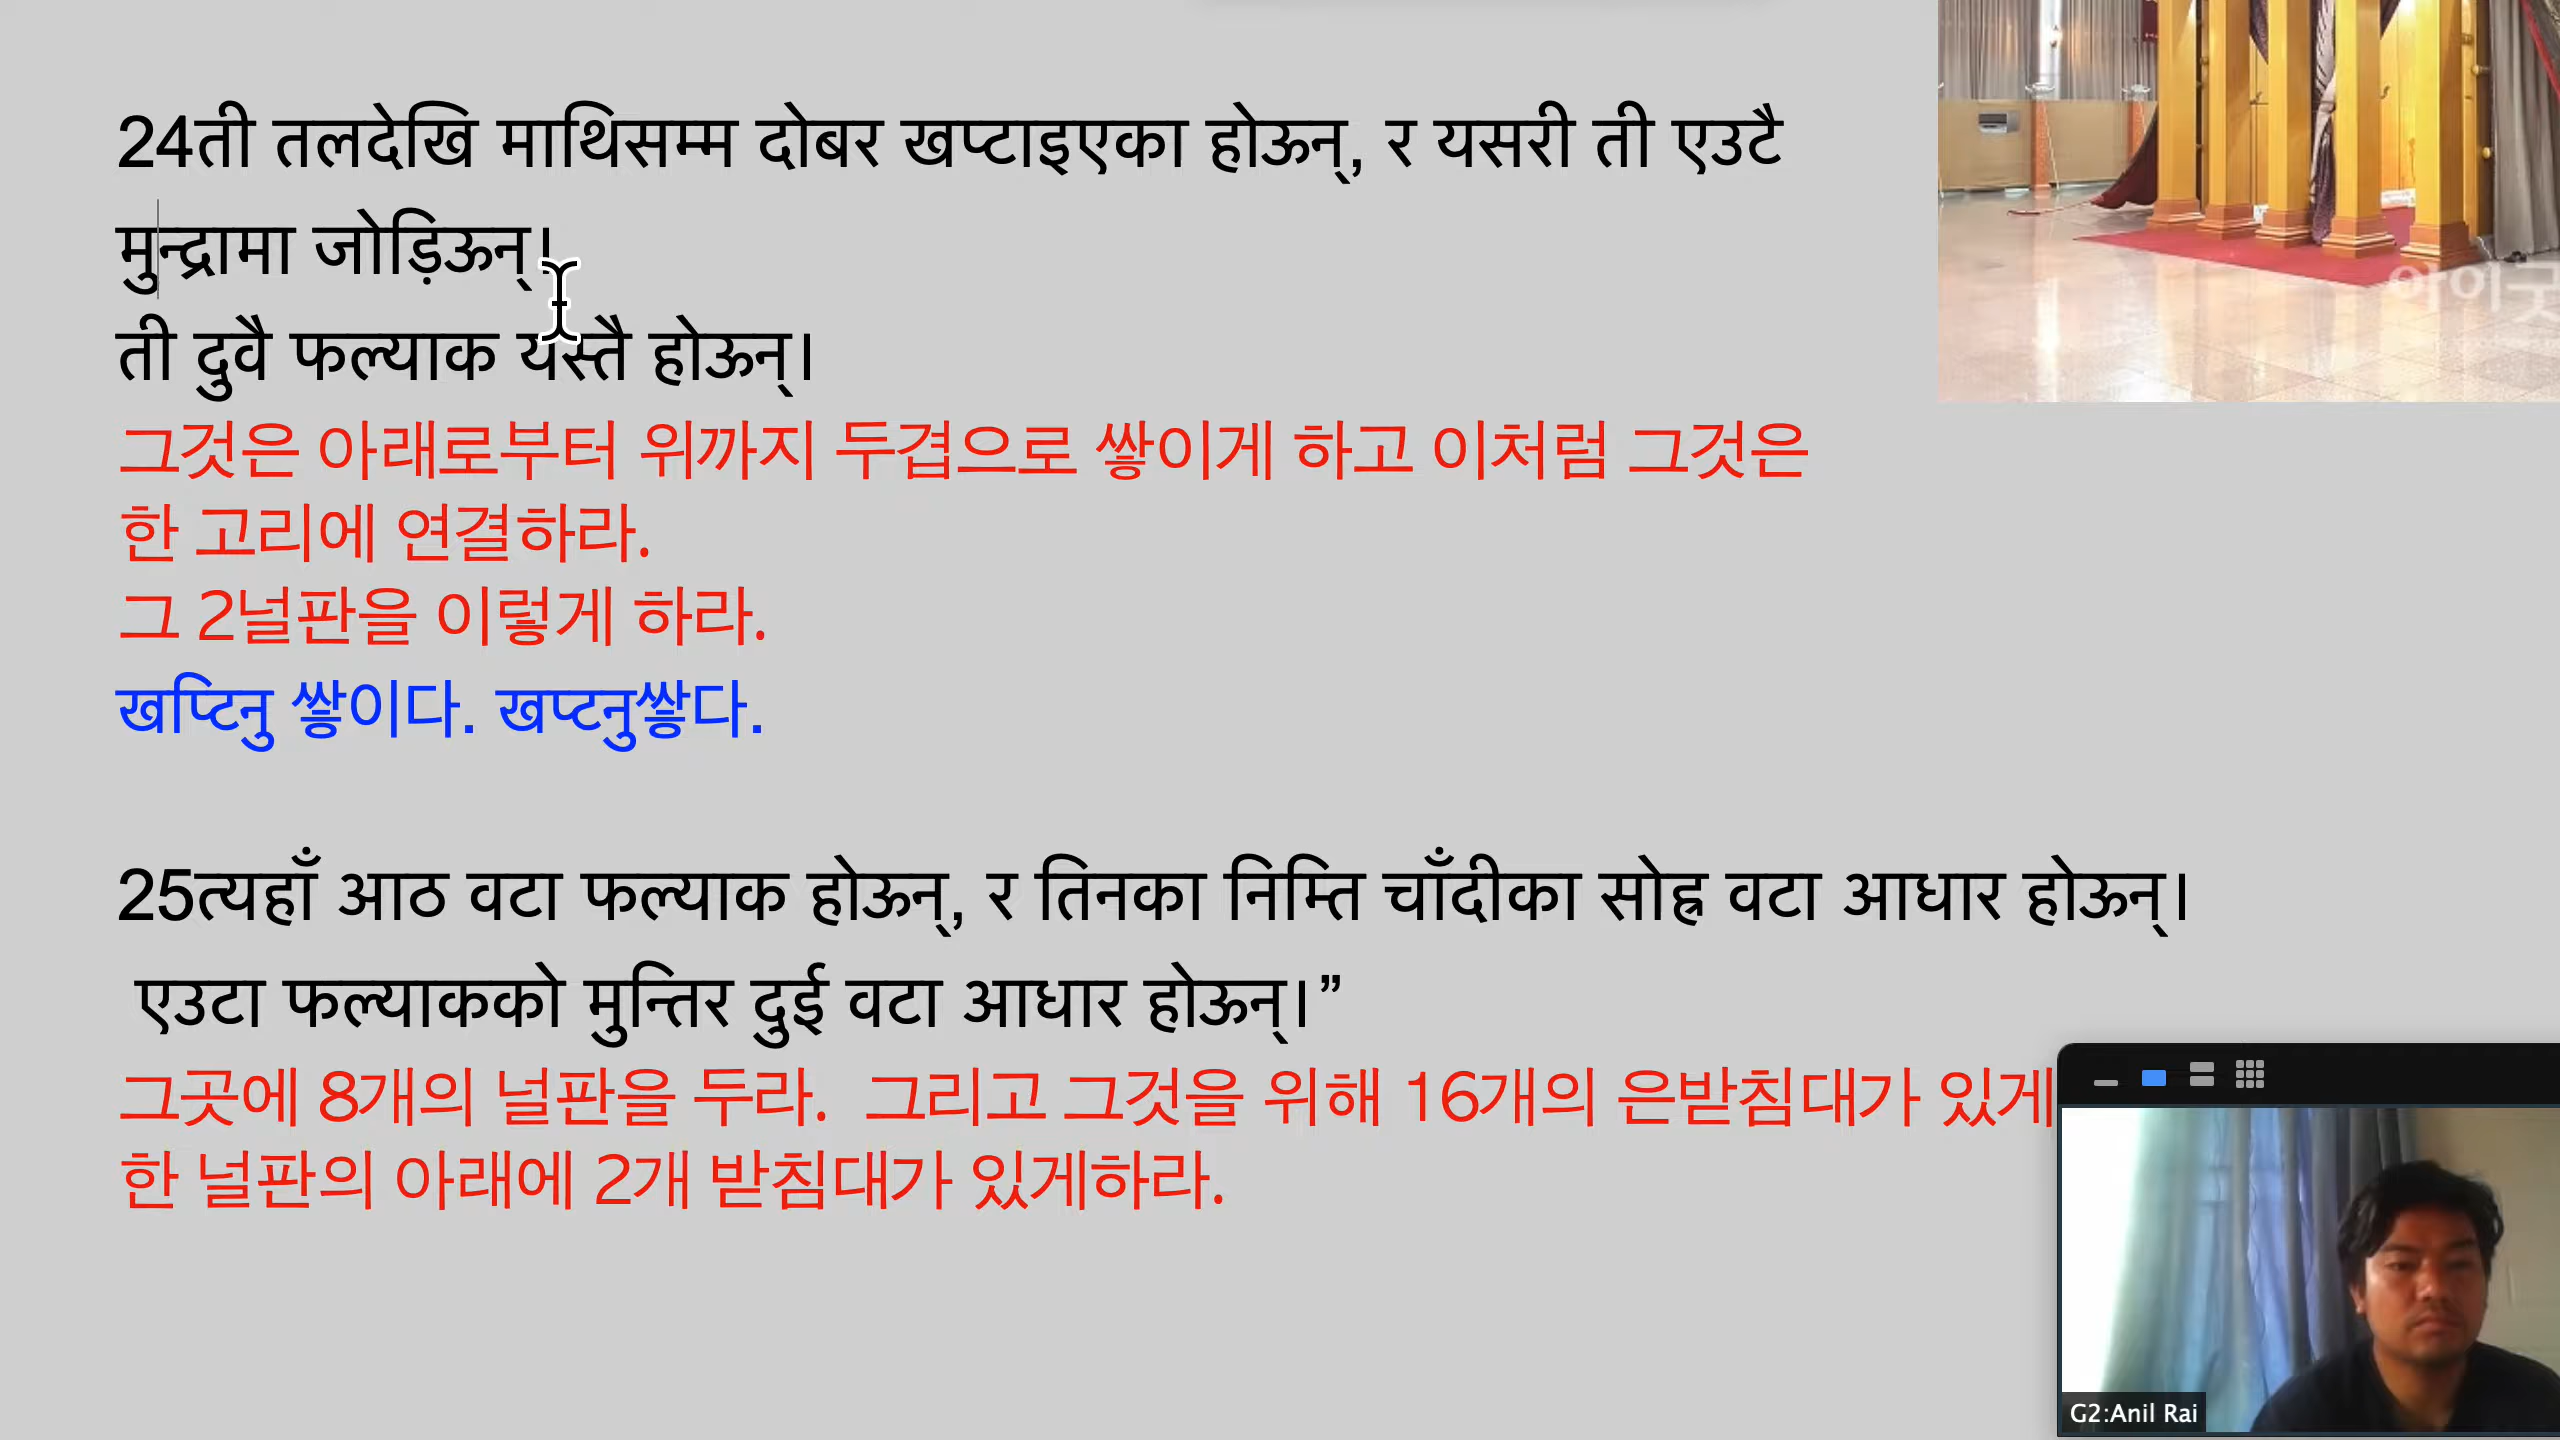 24ती तलदेखि माथिसम्म दोबर खप्टाइएका होऊन्, र यसरी ती एउटै
मुन्द्रामा जोड़िऊन्।
ती दुवै फल्याक यस्तै होऊन्।
그것은 아래로부터 위까지 두겹으로 쌓이게 하고 이처럼 그것은
한 고리에 연결하라.
그 2널판을 이렇게 하라.
खप्टिनु 쌓이다. खप्टनु쌓다.
25त्यहाँ आठ वटा फल्याक होऊन्, र तिनका निम्ति चाँदीका सोह्र वटा आधार होऊन्।
एउटा फल्याकको मुन्तिर दुई वटा आधार होऊन्।”
그곳에 8개의 널판을 두라. 그리고 그것을 위해 16개의 은받침대가 있게
한 널판의 아래에 2개 받침대가 있게하라.
아이굿
G2:Anil Rai